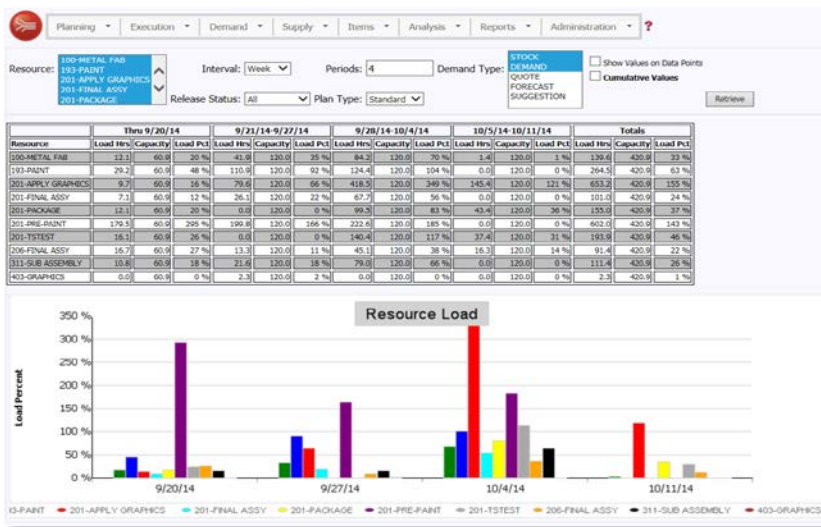 Planning Execution Demand Supply Items Analysis Reports Administration ?
Resource: 100-METAL FAB 193-PAINT 201-APPLY GRAPHICS 201-FINAL ASSY 201-PACKAGE Interval: Week Periods: 4 Demand Type: STOCK DEMAND QUOTE FORECAST SUGGESTION Show Values on Data Points
Cumulative Values
Release Status: All Plan Type: Standard Retrieve
Thru 9/20/14 9/21/14-9/27/14 9/28/14-10/4/14 10/5/14-10/11/14 Totals
Resource Load Hrs Capacity Load Pct Load Hrs Capacity Load Pct Load Hrs Capacity Load Pct Load Hrs Capacity Load Pct Load Hrs Capacity Load Pct
100-METAL FAB 12.1 60.9 20 % 41.9 120.0 35 % 84.2 120.0 70 % 1.4 120.0 1 % 139.6 420.9 33 %
193-PAINT 29.2 60.9 48 % 110.9 120.0 92 % 124.4 120.0 104 % 0.0 120.0 0 % 264.5 420.9 63 %
201-APPLY GRAPHICS 9.7 60.9 16 % 79.6 120.0 66 % 418.5 120.0 349 % 145.4 120.0 121 % 653.2 420.9 155 %
201-FINAL ASSY 7.1 60.9 12 % 26.1 120.0 22 % 67.7 120.0 56 % 0.0 120.0 0 % 101.0 420.9 24 %
201-PACKAGE 12.1 60.9 20 % 0.0 120.0 0 % 99.5 120.0 83 % 43.4 120.0 36 % 155.0 420.9 37 %
201-PRE-PAINT 179.5 60.9 295 % 199.8 120.0 166 % 222.6 120.0 185 % 0.0 120.0 0 % 602.0 420.9 143 %
201-TSTEST 16.1 60.9 26 % 0.0 120.0 0 % 140.4 120.0 117 % 37.4 120.0 31 % 193.9 420.9 46 %
206-FINAL ASSY 16.7 60.9 27 % 13.3 120.0 11 % 45.1 120.0 38 % 16.3 120.0 14 % 91.4 420.9 22 %
311-SUB ASSEMBLY 10.8 60.9 18 % 21.6 120.0 18 % 79.0 120.0 66 % 0.0 120.0 0 % 111.4 420.9 26 %
403-GRAPHICS 0.0 60.9 0 % 2.3 120.0 2 % 0.0 120.0 0 % 0.0 120.0 0 % 2.3 420.9 1 %
Resource Load
350 %
300 %
250 %
200 %
150 %
100 %
50 %
0 %
Load Percent
9/20/14 9/27/14 10/4/14 10/11/14
3-PAINT 201-APPLY GRAPHICS 201-FINAL ASSY 201-PACKAGE 201-PRE-PAINT 201-TSTEST 206-FINAL ASSY 311-SUB ASSEMBLY 403-GRAPHICS